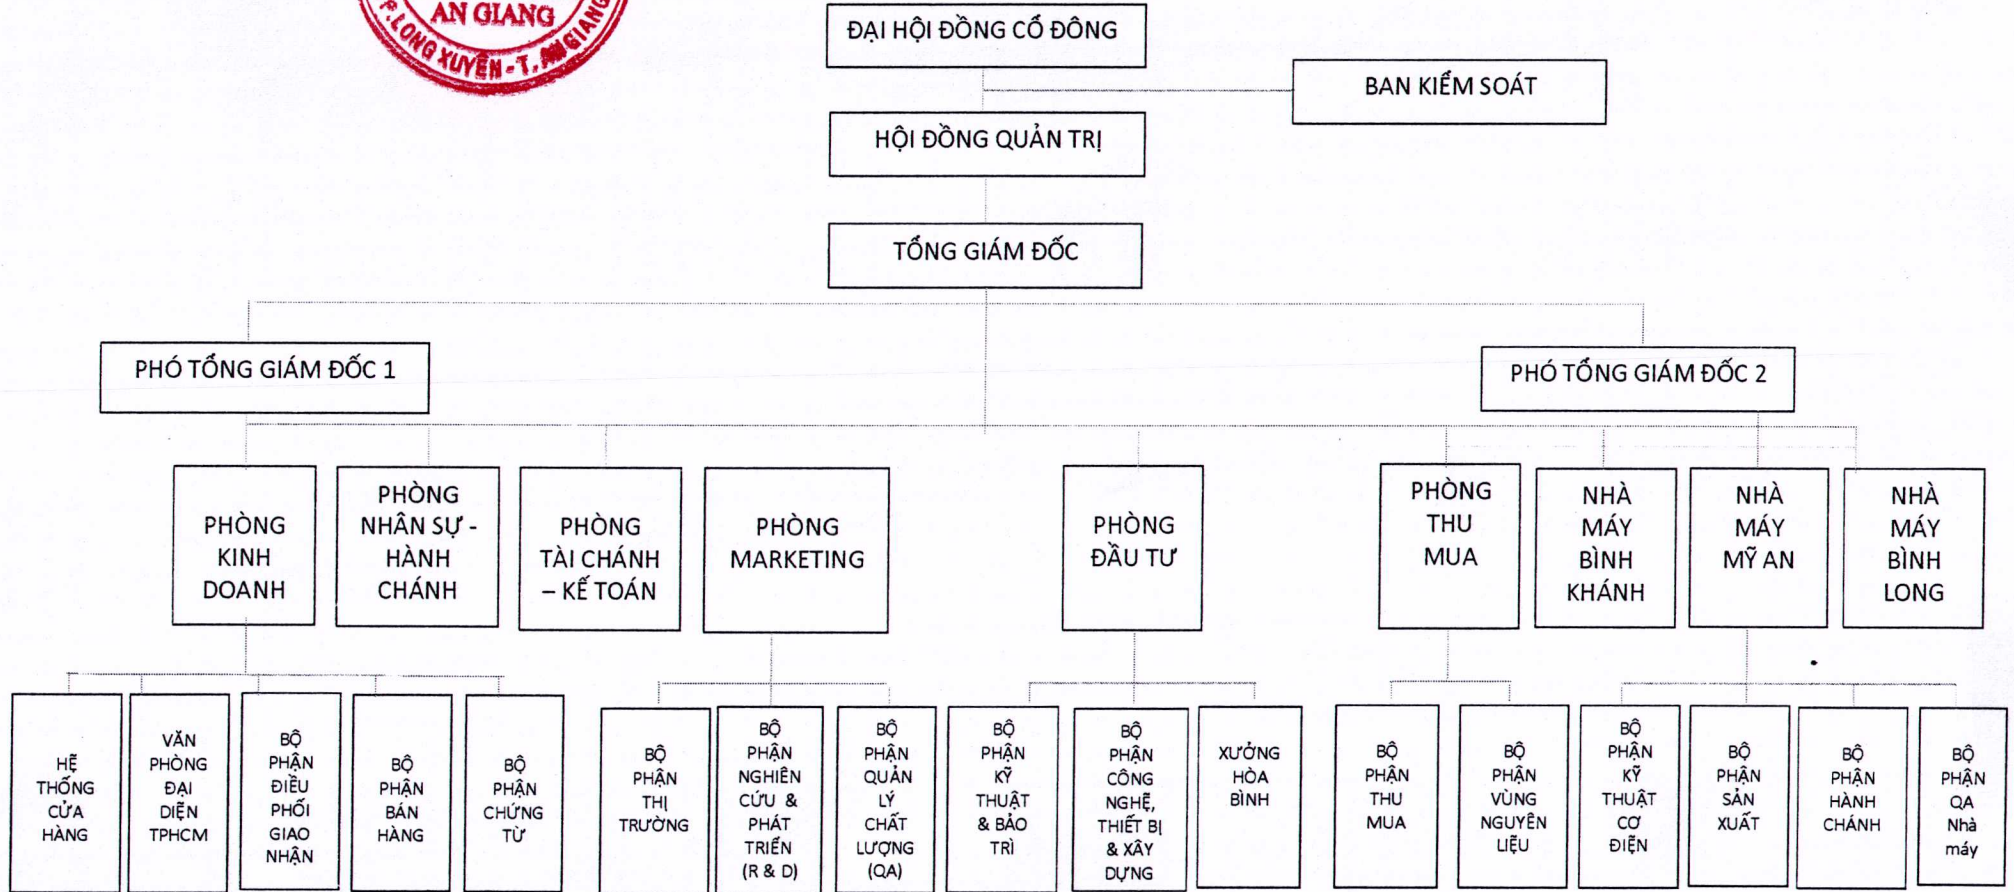 AN GIANG
P.LONG XUYÊN - T. AN GIANG
ĐẠI HỘI ĐỒNG CỔ ĐÔNG
BAN KIỂM SOÁT
HỘI ĐỒNG QUẢN TRỊ
TỔNG GIÁM ĐỐC
PHÓ TỔNG GIÁM ĐỐC 1
PHÓ TỔNG GIÁM ĐỐC 2
PHÒNG
KINH
DOANH
PHÒNG
NHÂN SỰ -
HÀNH
CHÁNH
PHÒNG
TÀI CHÁNH
– KẾ TOÁN
PHÒNG
MARKETING
PHÒNG
ĐẦU TƯ
PHÒNG
THU
MUA
NHÀ
MÁY
BÌNH
KHÁNH
NHÀ
MÁY
MỸ AN
NHÀ
MÁY
BÌNH
LONG
HỆ
THỐNG
CỬA
HÀNG
VĂN
PHÒNG
ĐẠI
DIỆN
TPHCM
BỘ
PHẬN
ĐIỀU
PHỐI
GIAO
NHẬN
BỘ
PHẬN
BÁN
HÀNG
BỘ
PHẬN
CHỨNG
TỪ
BỘ
PHẬN
THỊ
TRƯỜNG
BỘ
PHẬN
NGHIÊN
CỨU &
PHÁT
TRIỂN
(R & D)
BỘ
PHẬN
QUẢN
LÝ
CHẤT
LƯỢNG
(QA)
BỘ
PHẬN
KỸ
THUẬT
& BẢO
TRÌ
BỘ
PHẬN
CÔNG
NGHỆ,
THIẾT BỊ
& XÂY
DỰNG
XƯỞNG
HÒA
BÌNH
BỘ
PHẬN
THU
MUA
BỘ
PHẬN
VÙNG
NGUYÊN
LIỆU
BỘ
PHẬN
KỸ
THUẬT
CƠ
ĐIỆN
BỘ
PHẬN
SẢN
XUẤT
BỘ
PHẬN
HÀNH
CHÁNH
BỘ
PHẬN
QA
Nhà
máy